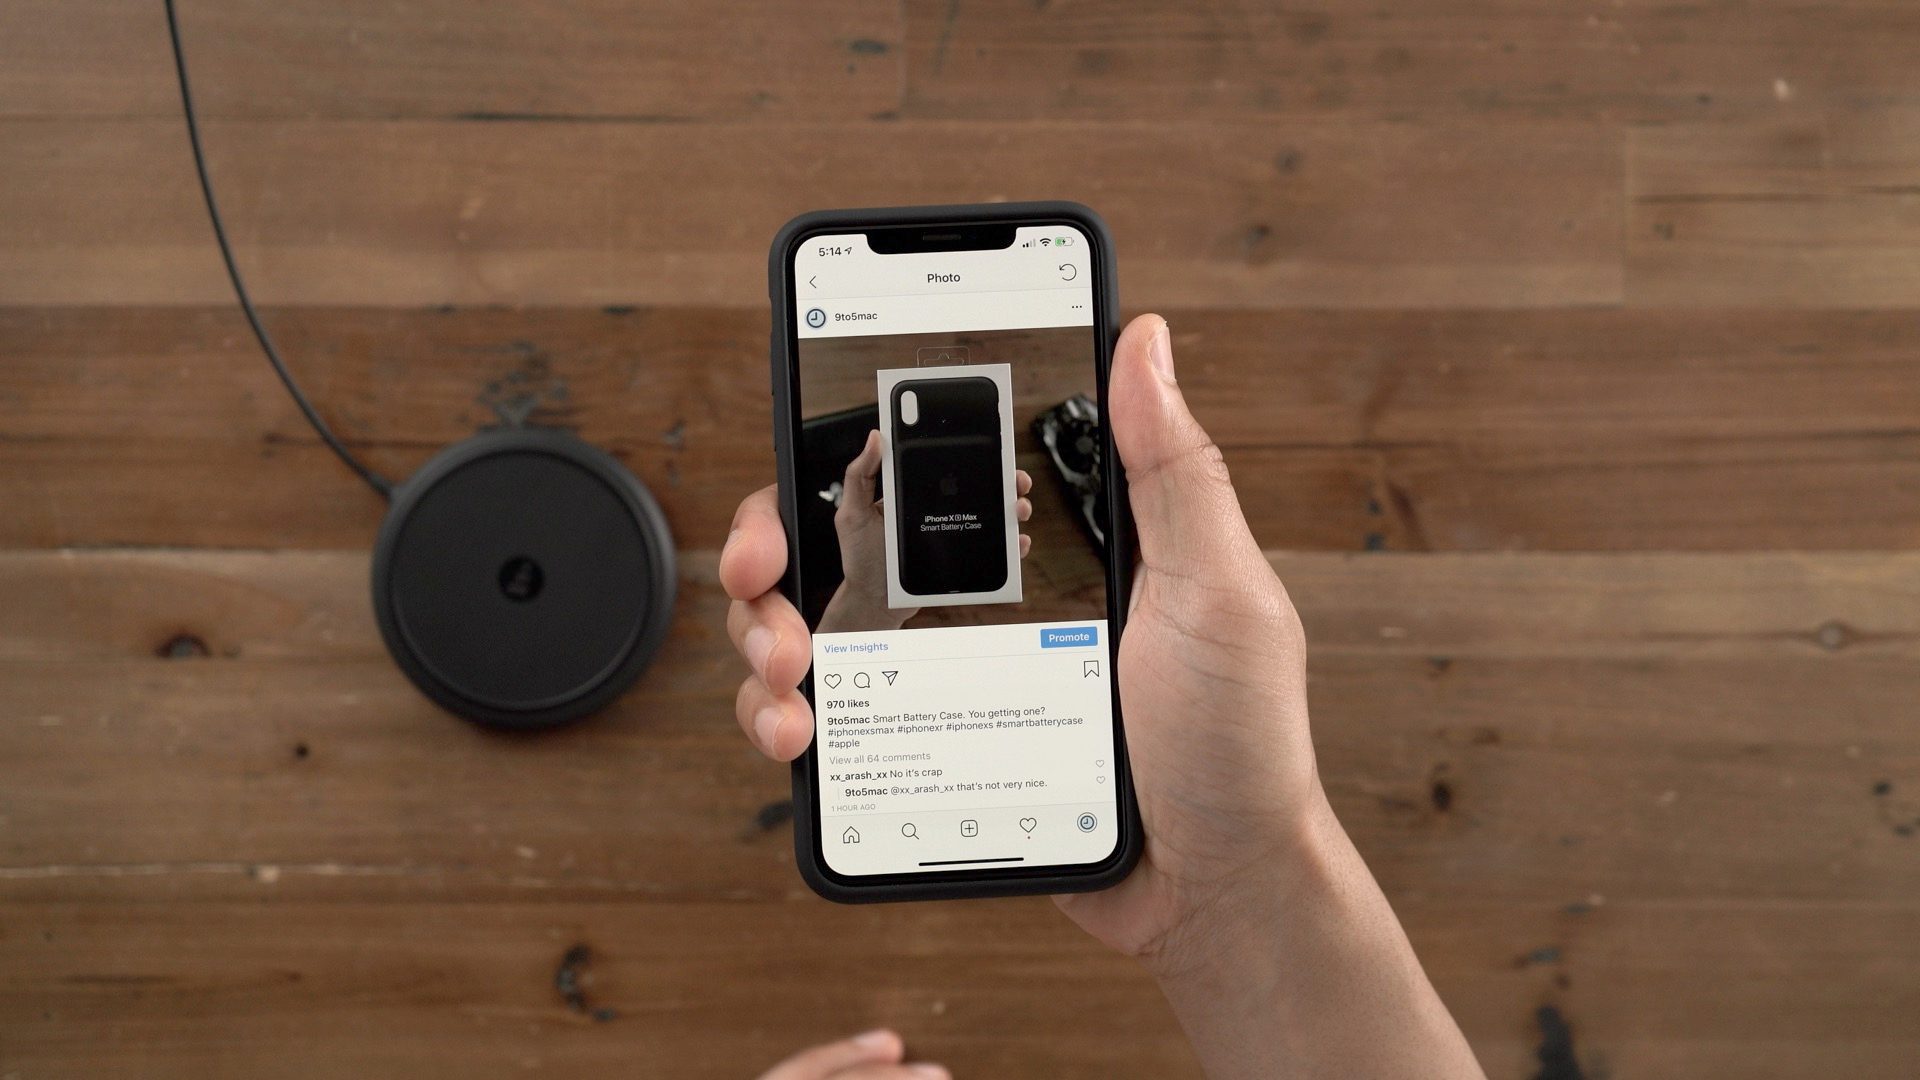 5:14
Photo
9to5mac
iPhone XS Max
Smart Battery Case
View Insights
Promote
970 likes
9to5mac Smart Battery Case. You getting one?
#iphonexsmax #iphonexr #iphonexs #smartbatterycase
#apple
View all 64 comments
xx_arash_xx No it's crap
9to5mac @xx_arash_xx that's not very nice.
1 HOUR AGO